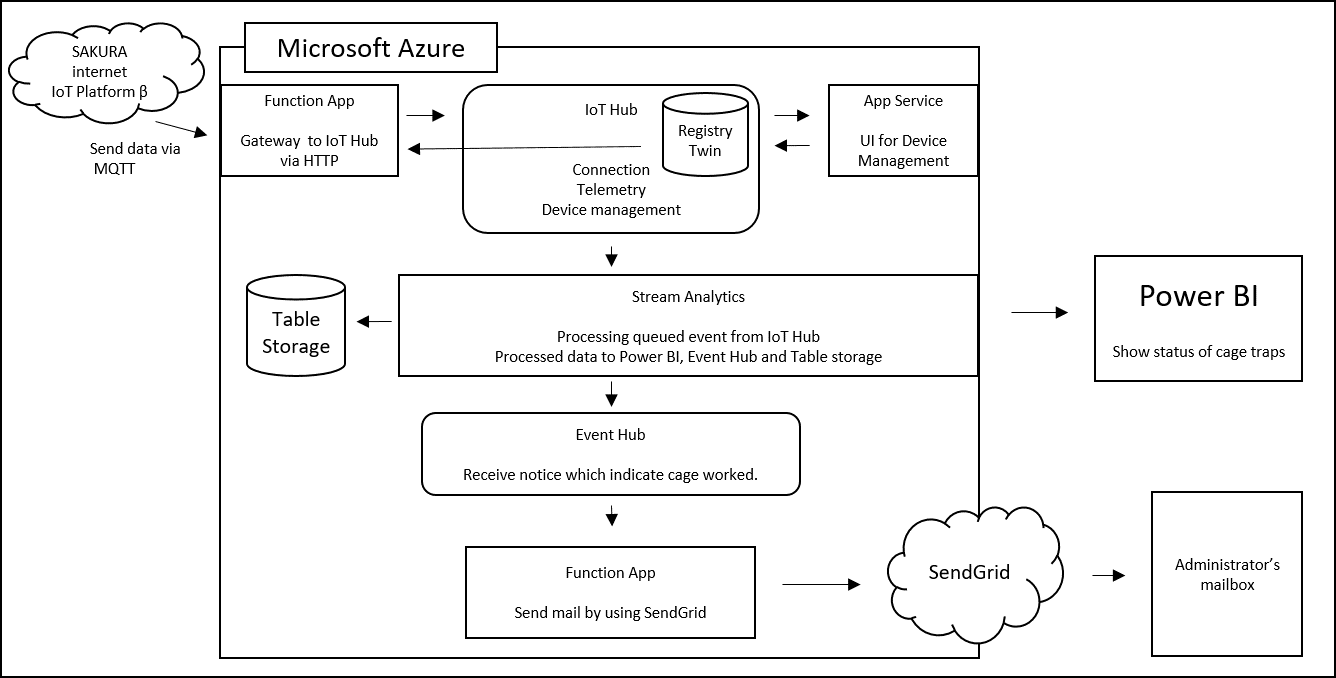 Microsoft Azure
SAKURA
internet
IoT Platform β
Send data via
MQTT
Function App
Gateway to IoT Hub
via HTTP
IoT Hub
Registry
Twin
Connection
Telemetry
Device management
App Service
UI for Device
Management
Table
Storage
Stream Analytics
Processing queued event from IoT Hub
Processed data to Power BI, Event Hub and Table storage
Power BI
Show status of cage traps
Event Hub
Receive notice which indicate cage worked.
Function App
Send mail by using SendGrid
SendGrid
Administrator’s
mailbox